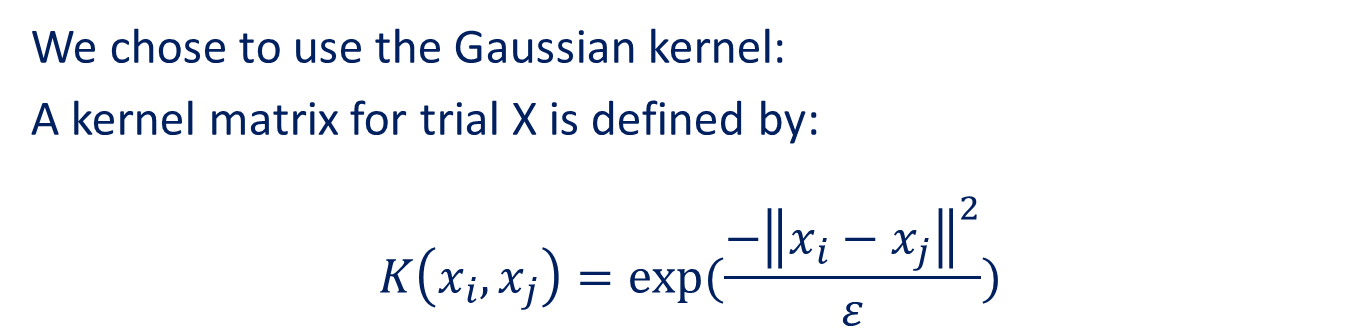 We chose to use the Gaussian kernel:
A kernel matrix for trial X is defined by:
K(xᵢ, xⱼ) = exp(−‖xᵢ − xⱼ‖² / ε)